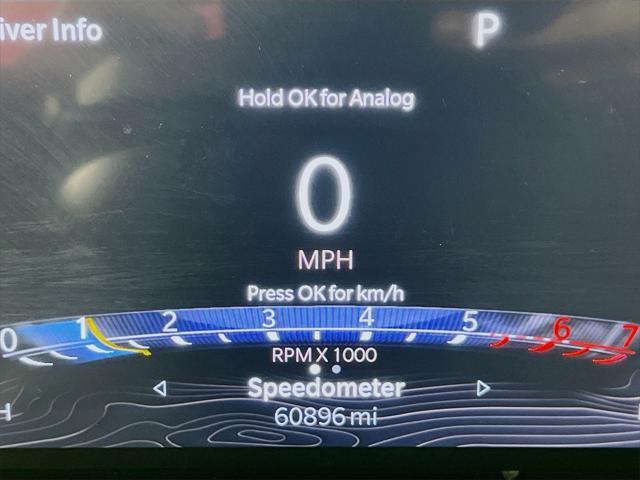 iver Info P
Hold OK for Analog
0
MPH
Press OK for km/h
0 1 2 3 4 5 6 7
RPM X 1000
Speedometer
H 60896 mi